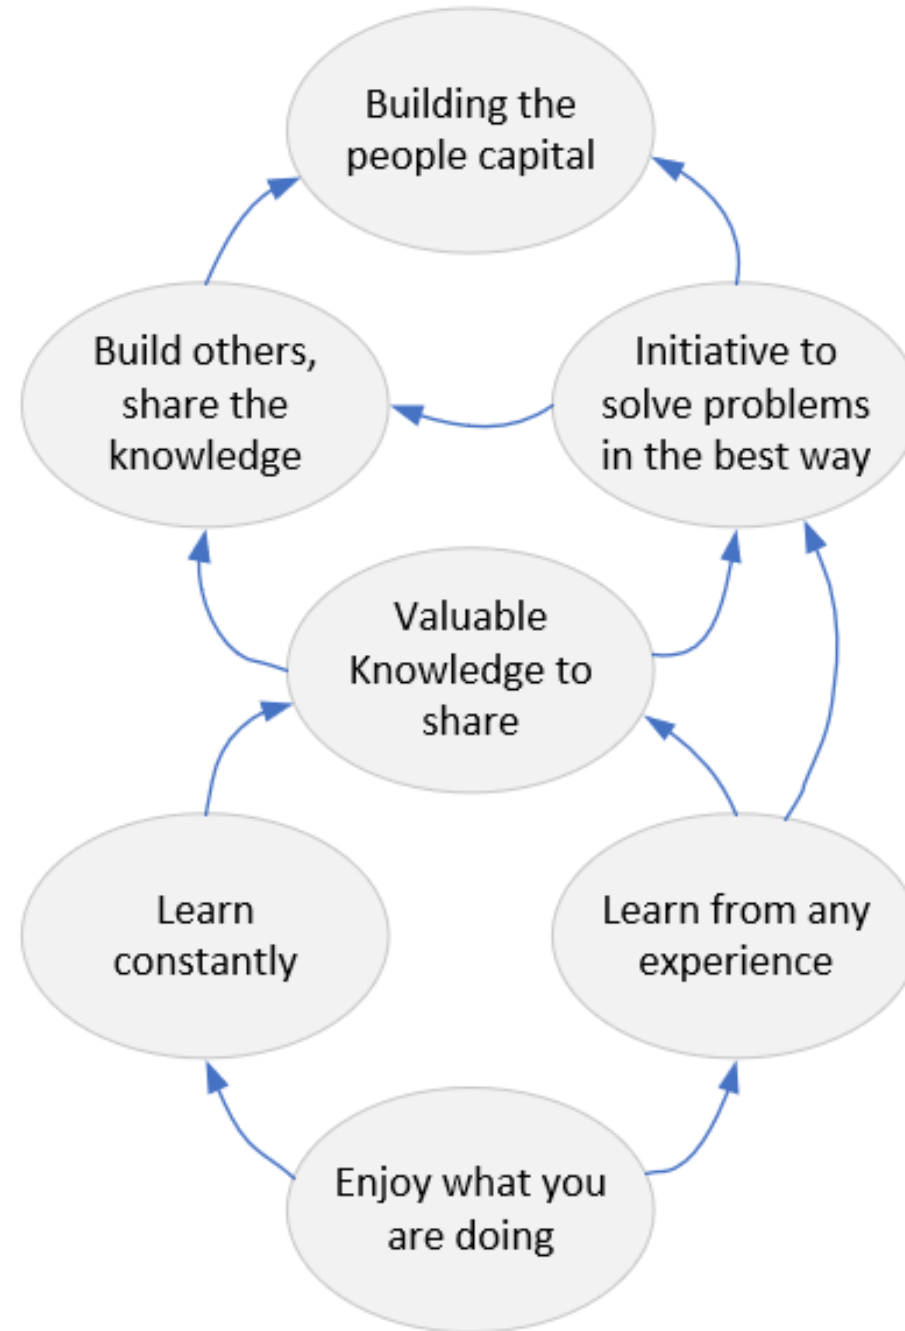 Building the
people capital
Build others,
share the
knowledge
Initiative to
solve problems
in the best way
Valuable
Knowledge to
share
Learn
constantly
Learn from any
experience
Enjoy what you
are doing